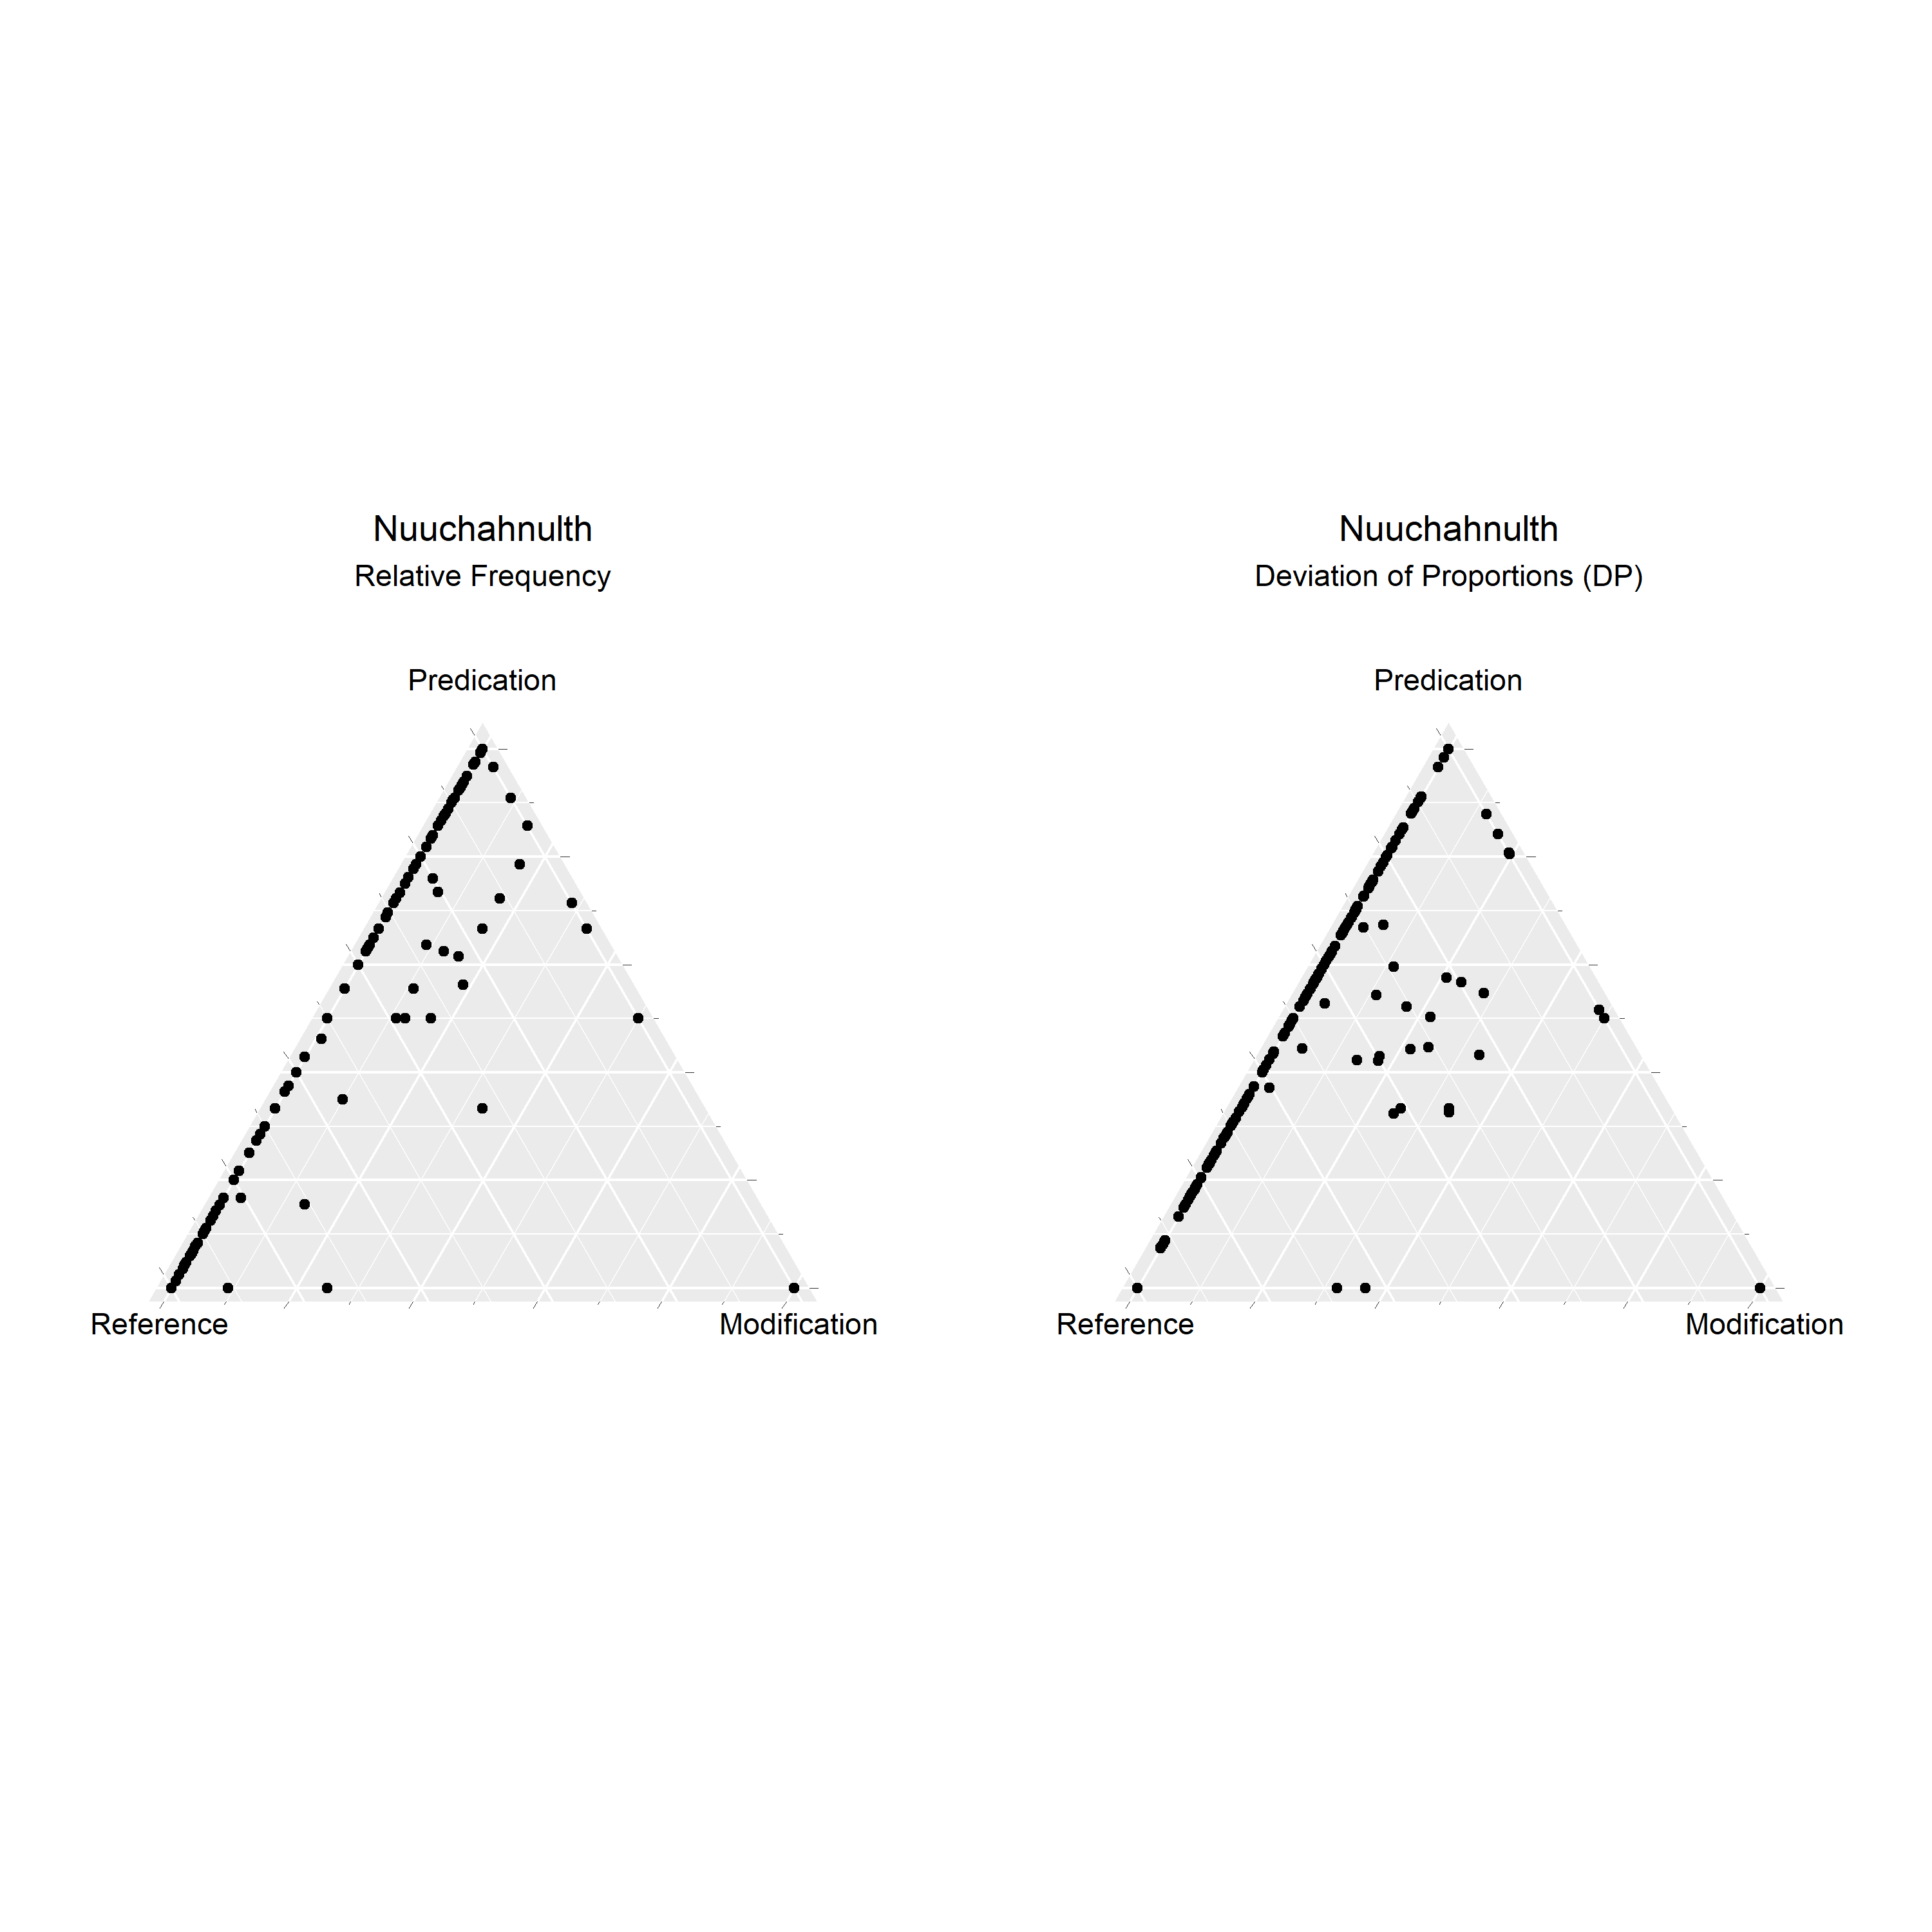 Nuuchahnulth
Relative Frequency
Predication
Reference
Modification
Nuuchahnulth
Deviation of Proportions (DP)
Predication
Reference
Modification